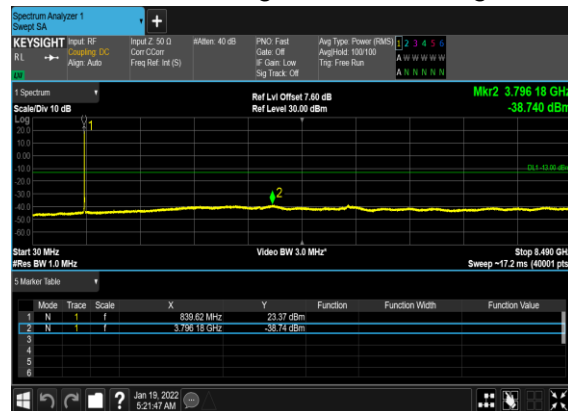 Spectrum Analyzer 1
Swept SA
+
KEYSIGHT Input: RF Input Z: 50 Ω #Atten: 40 dB PNO: Fast Avg Type: Power (RMS) 1 2 3 4 5 6
RL Coupling: DC Corr CCorr Gate: Off Avg|Hold: 100/100 A W W W W W
Align: Auto Freq Ref: Int (S) IF Gain: Low Trig: Free Run
LW Sig Track: Off A N N N N N
1 Spectrum Ref Lvl Offset 7.60 dB Mkr2 3.796 18 GHz
Scale/Div 10 dB Ref Level 30.00 dBm -38.740 dBm
Log
20.0 1
10.0
0.00
-10.0 DL1 -13.00 dBm
-20.0
-30.0 2
-40.0
-50.0
-60.0
Start 30 MHz Video BW 3.0 MHz* Stop 8.490 GHz
#Res BW 1.0 MHz Sweep ~17.2 ms (40001 pts)
5 Marker Table
Mode Trace Scale X Y Function Function Width Function Value
1 N 1 f 839.62 MHz 23.37 dBm
2 N 1 f 3.796 18 GHz -38.74 dBm
3
4
5
6
? Jan 19, 2022
5:21:47 AM